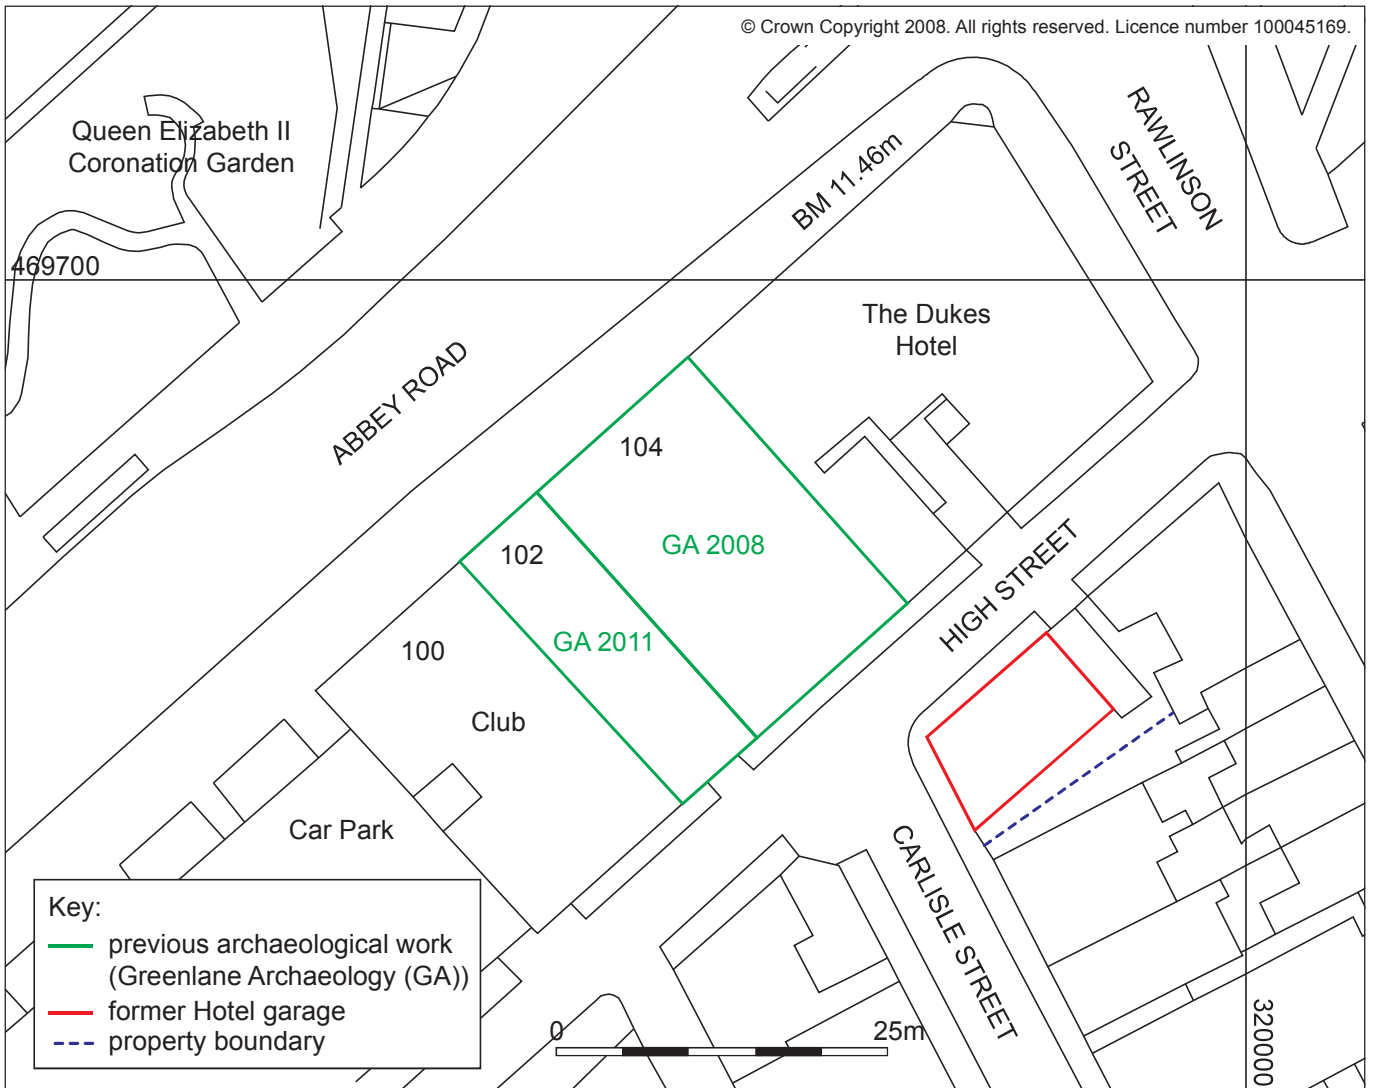 © Crown Copyright 2008. All rights reserved. Licence number 100045169.
Queen Elizabeth II
Coronation Garden
RAWLINSON
STREET
BM 11.46m
469700
The Dukes
Hotel
ABBEY ROAD
104
GA 2008
102
HIGH STREET
GA 2011
100
Club
Car Park
CARLISLE STREET
Key:
previous archaeological work
(Greenlane Archaeology (GA))
former Hotel garage
property boundary
0
25m
320000